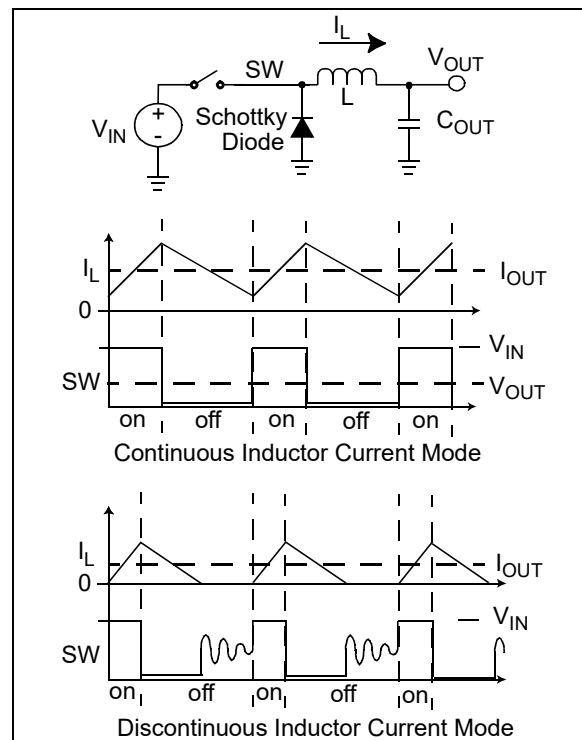 I_L
V_OUT
SW
L
V_IN
+
-
Schottky
Diode
C_OUT
I_L
I_OUT
0
V_IN
SW
V_OUT
on off on off on
Continuous Inductor Current Mode
I_L
I_OUT
0
V_IN
SW
on off on off on
Discontinuous Inductor Current Mode